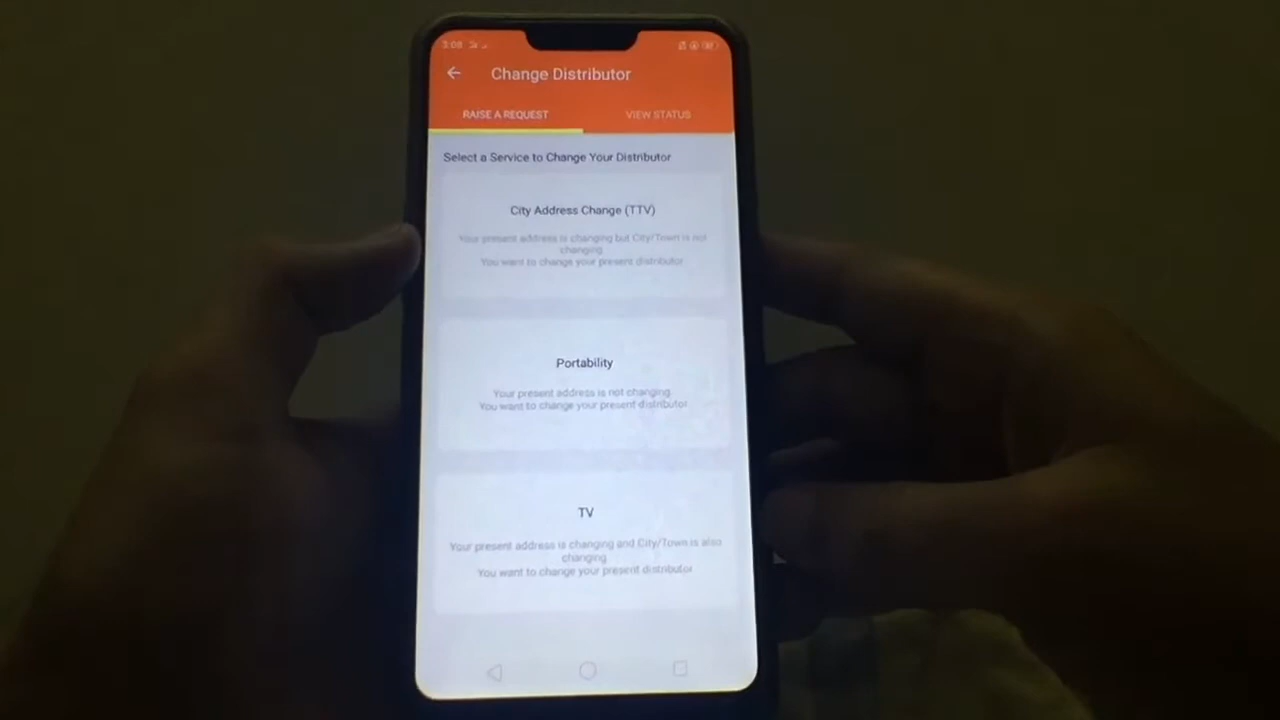 3:08
Change Distributor
RAISE A REQUEST
VIEW STATUS
Select a Service to Change Your Distributor
City Address Change (TTV)
Your present address is changing but City/Town is not
changing
You want to change your present distributor
Portability
Your present address is not changing
You want to change your present distributor
TV
Your present address is changing and City/Town is also
changing
You want to change your present distributor